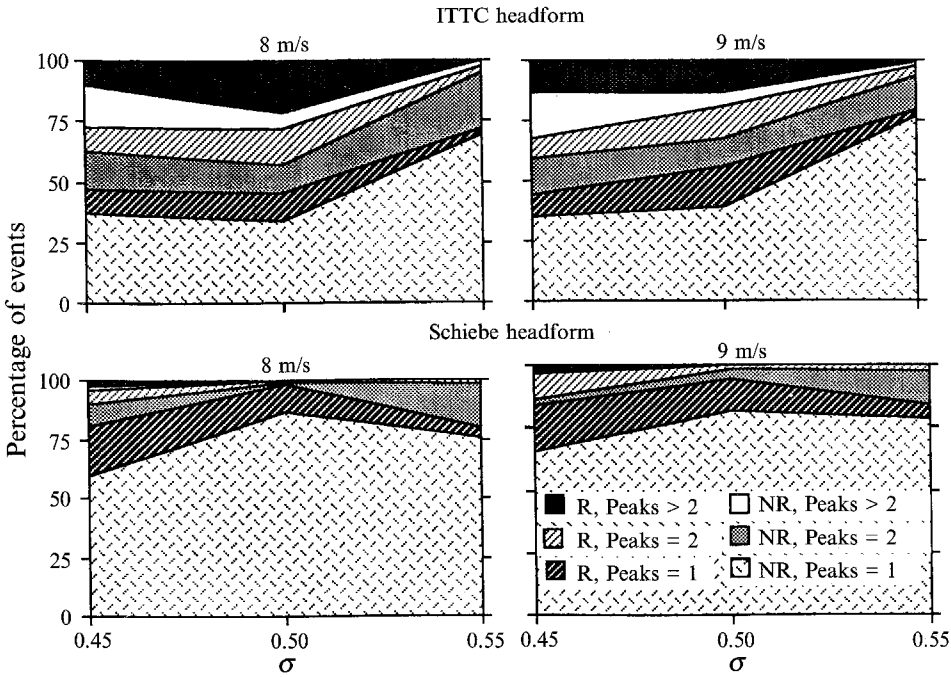 ITTC headform
8 m/s
9 m/s
100
75
50
25
0
Percentage of events
Schiebe headform
8 m/s
9 m/s
100
75
50
25
0
R, Peaks > 2
NR, Peaks > 2
R, Peaks = 2
NR, Peaks = 2
R, Peaks = 1
NR, Peaks = 1
0.45
0.50
0.55
0.45
0.50
0.55
σ
σ